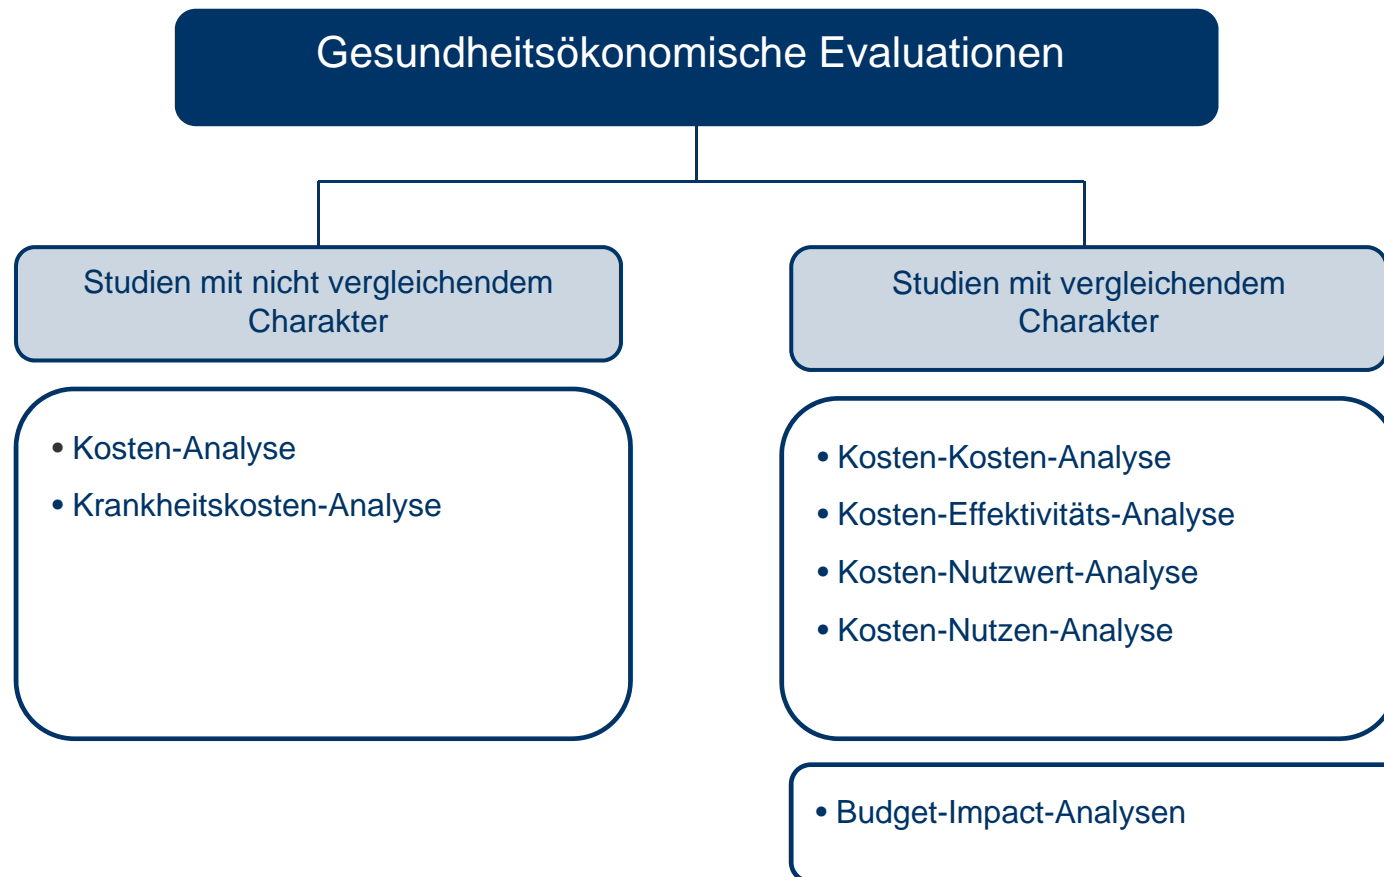 Gesundheitsökonomische Evaluationen
Studien mit nicht vergleichendem
Charakter
• Kosten-Analyse
• Krankheitskosten-Analyse
Studien mit vergleichendem
Charakter
• Kosten-Kosten-Analyse
• Kosten-Effektivitäts-Analyse
• Kosten-Nutzwert-Analyse
• Kosten-Nutzen-Analyse
• Budget-Impact-Analysen